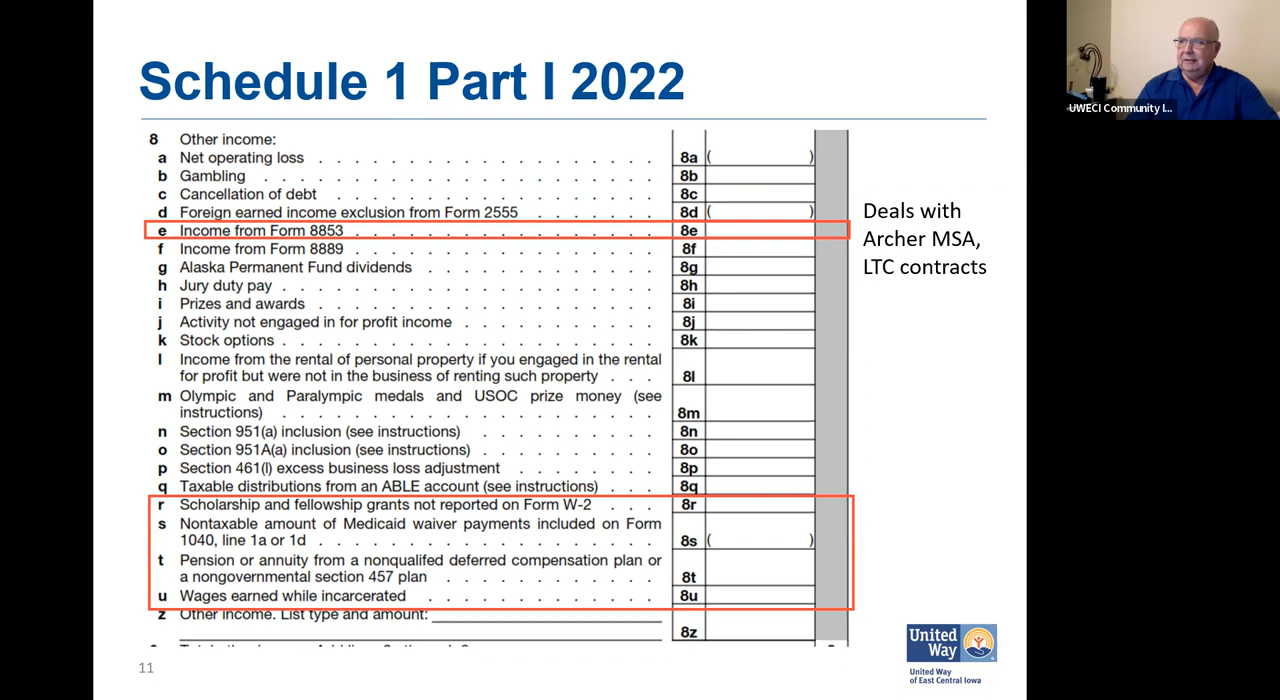 Schedule 1 Part I 2022
8 Other income:
a Net operating loss . . . . . . . . . . . . . . . . . . 8a ( )
b Gambling . . . . . . . . . . . . . . . . . . . . . 8b
c Cancellation of debt . . . . . . . . . . . . . . . . . . 8c
d Foreign earned income exclusion from Form 2555 . . . . . . . 8d ( )
e Income from Form 8853 . . . . . . . . . . . . . . . . 8e
f Income from Form 8889 . . . . . . . . . . . . . . . . 8f
g Alaska Permanent Fund dividends . . . . . . . . . . . . . 8g
h Jury duty pay . . . . . . . . . . . . . . . . . . . . 8h
i Prizes and awards . . . . . . . . . . . . . . . . . . 8i
j Activity not engaged in for profit income . . . . . . . . . . . 8j
k Stock options . . . . . . . . . . . . . . . . . . . . 8k
l Income from the rental of personal property if you engaged in the rental
for profit but were not in the business of renting such property . . . 8l
m Olympic and Paralympic medals and USOC prize money (see
instructions) . . . . . . . . . . . . . . . . . . . . 8m
n Section 951(a) inclusion (see instructions) . . . . . . . . . . 8n
o Section 951A(a) inclusion (see instructions) . . . . . . . . . . 8o
p Section 461(l) excess business loss adjustment . . . . . . . . 8p
q Taxable distributions from an ABLE account (see instructions) . . . 8q
r Scholarship and fellowship grants not reported on Form W-2 . . . 8r
s Nontaxable amount of Medicaid waiver payments included on Form
1040, line 1a or 1d . . . . . . . . . . . . . . . . . . 8s ( )
t Pension or annuity from a nonqualifed deferred compensation plan or
a nongovernmental section 457 plan . . . . . . . . . . . . 8t
u Wages earned while incarcerated . . . . . . . . . . . . . 8u
z Other income. List type and amount:
8z
Deals with
Archer MSA,
LTC contracts
11
United
Way
United Way
of East Central Iowa
UWECI Community I...